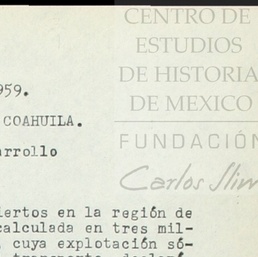 CENTRO DE
ESTUDIOS
DE HISTORIA
DE MEXICO
FUNDACIÓN
Carlos Slim
959.
COAHUILA.
arrollo
iertos en la región de
calculada en tres mil-
cuya explotación só-